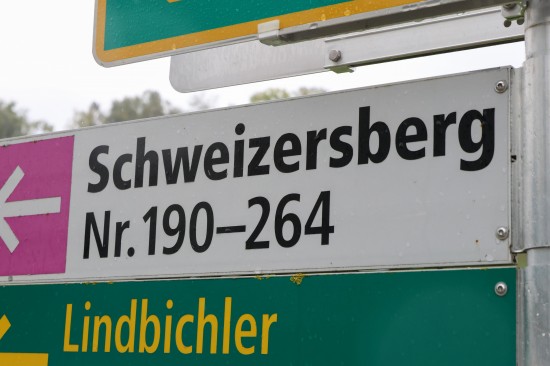 Schweizersberg
Nr. 190–264
Lindbichler